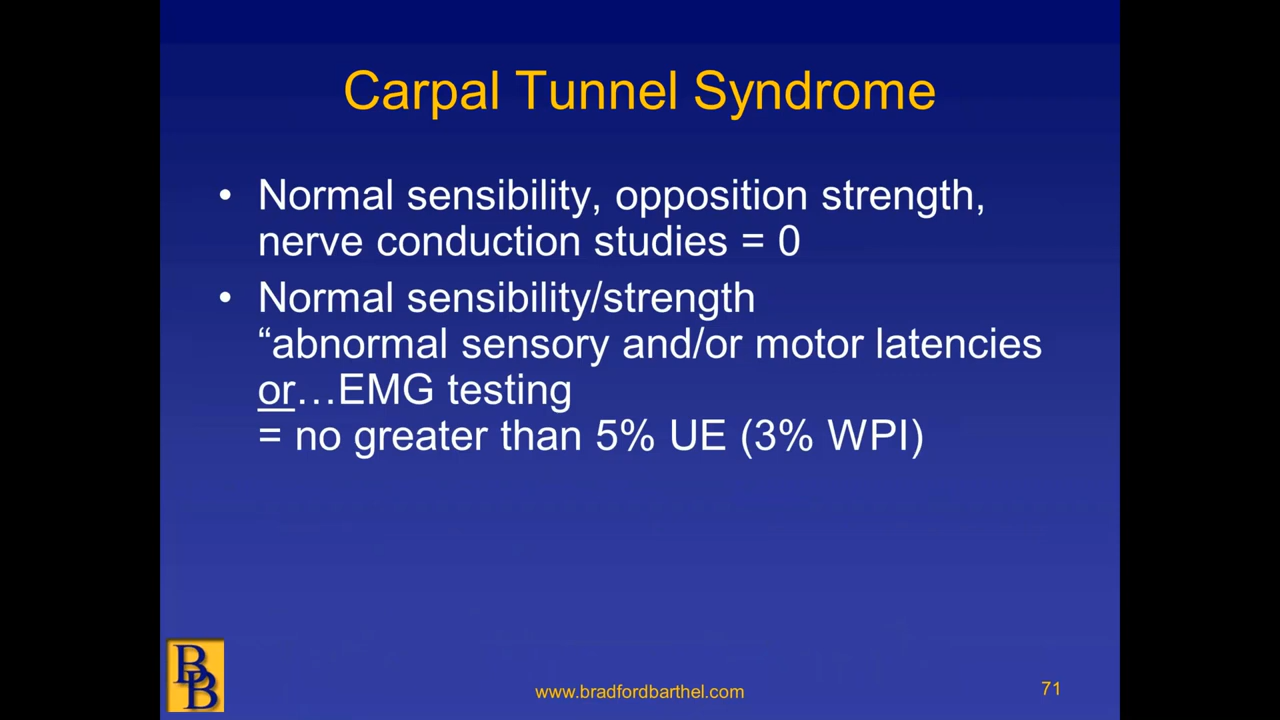 Carpal Tunnel Syndrome
• Normal sensibility, opposition strength,
nerve conduction studies = 0
• Normal sensibility/strength
“abnormal sensory and/or motor latencies
or…EMG testing
= no greater than 5% UE (3% WPI)
BB
www.bradfordbarthel.com
71